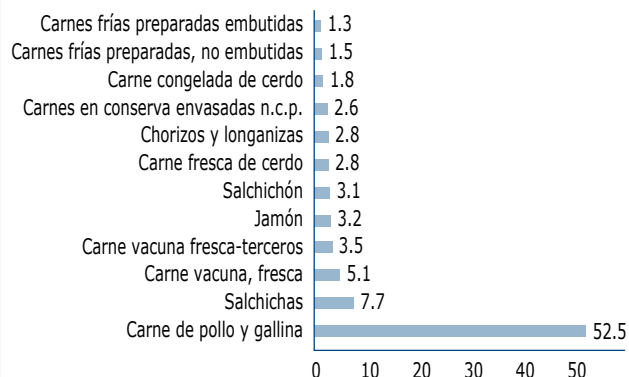 Carnes frías preparadas embutidas 1.3
Carnes frías preparadas, no embutidas 1.5
Carne congelada de cerdo 1.8
Carnes en conserva envasadas n.c.p. 2.6
Chorizos y longanizas 2.8
Carne fresca de cerdo 2.8
Salchichón 3.1
Jamón 3.2
Carne vacuna fresca-terceros 3.5
Carne vacuna, fresca 5.1
Salchichas 7.7
Carne de pollo y gallina 52.5
0 10 20 30 40 50